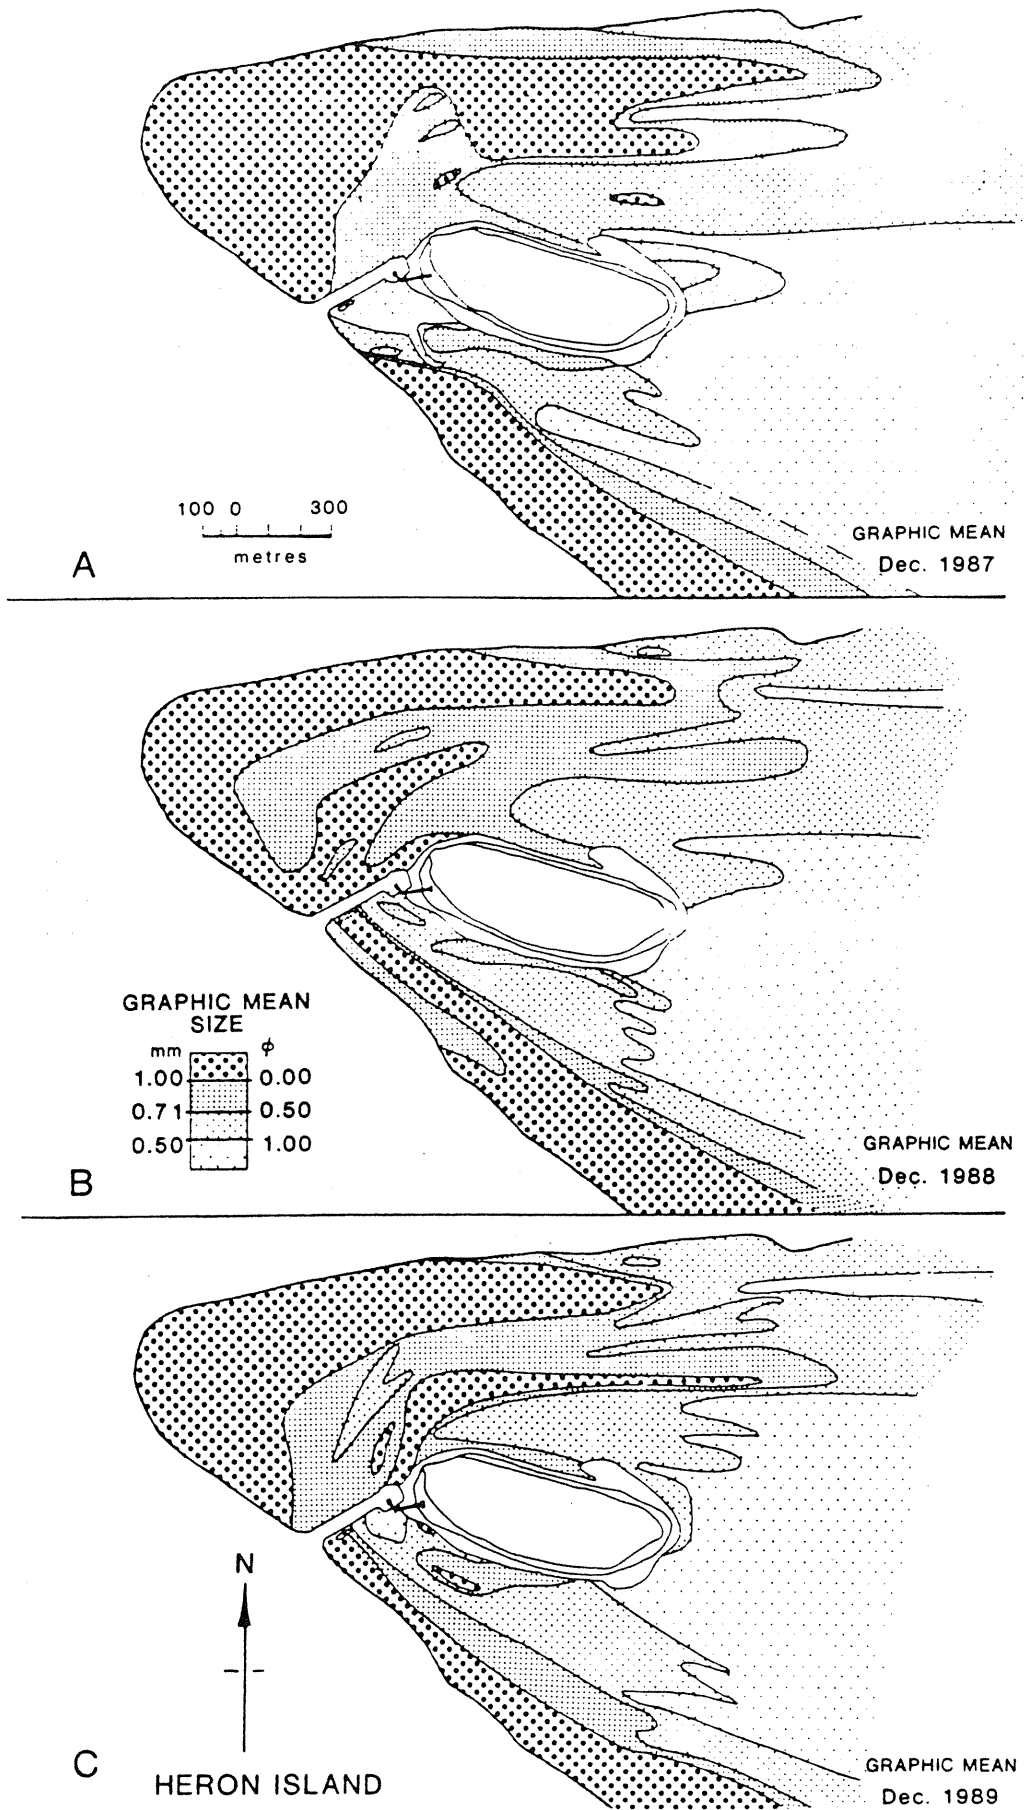 100 0 300
metres
A
GRAPHIC MEAN
Dec. 1987
GRAPHIC MEAN
SIZE
mm ϕ
1.00 0.00
0.71 0.50
0.50 1.00
B
GRAPHIC MEAN
Dec. 1988
N
C
HERON ISLAND
GRAPHIC MEAN
Dec. 1989